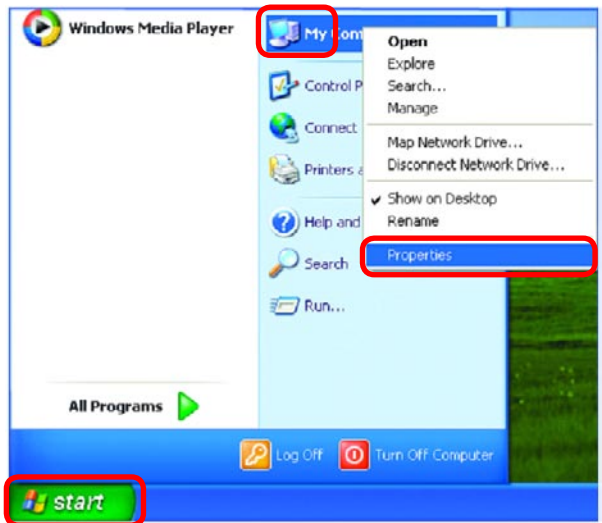 Windows Media Player
My Com
Open
Explore
Search...
Manage
Map Network Drive...
Disconnect Network Drive...
Show on Desktop
Rename
Properties
Control P
Connect
Printers a
Help and
Search
Run...
All Programs
Log Off
Turn Off Computer
start